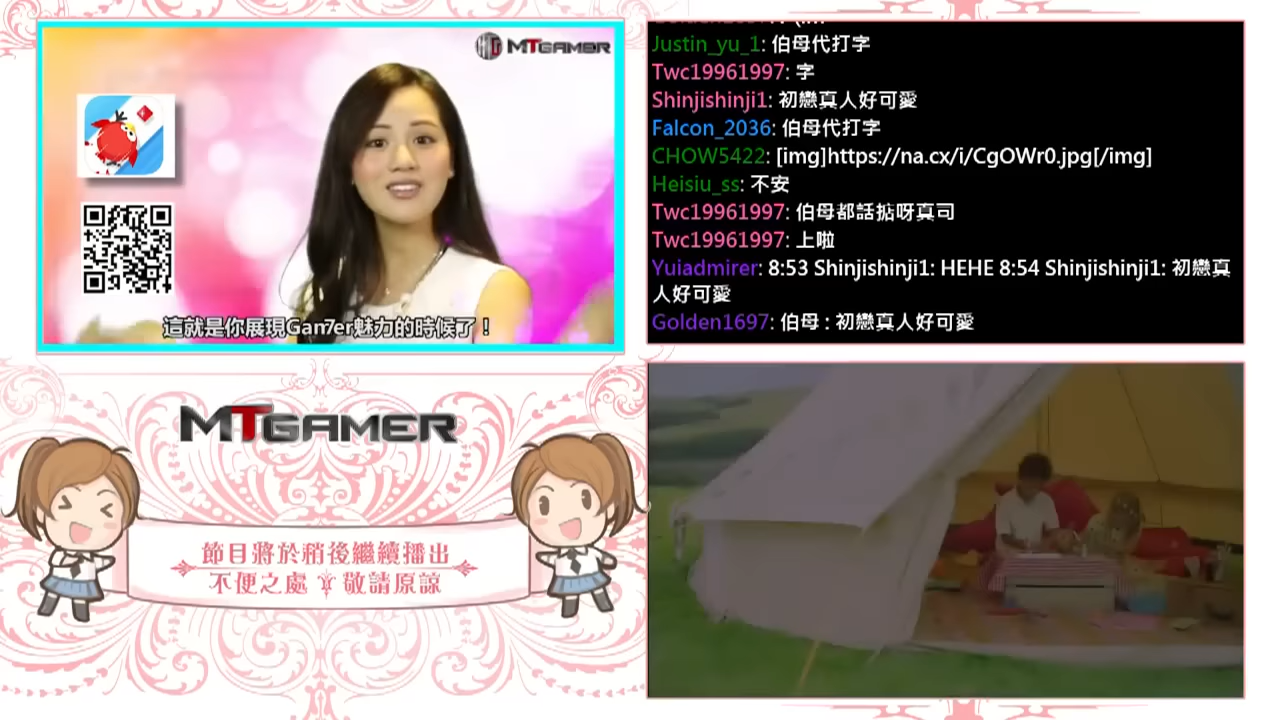 MTGAMER
這就是你展現Gan7er魅力的時候了！
Justin_yu_1: 伯母代打字
Twc19961997: 字
Shinjishinji1: 初戀真人好可愛
Falcon_2036: 伯母代打字
CHOW5422: [img]https://na.cx/i/CgOWr0.jpg[/img]
Heisiu_ss: 不安
Twc19961997: 伯母都話掂呀真司
Twc19961997: 上啦
Yuiadmirer: 8:53 Shinjishinji1: HEHE 8:54 Shinjishinji1: 初戀真
人好可愛
Golden1697: 伯母 : 初戀真人好可愛
MTGAMER
節目將於稍後繼續播出
不便之處 敬請原諒